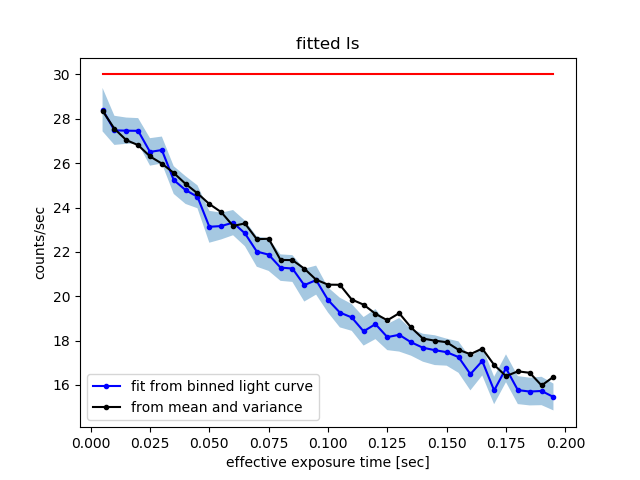 fitted Is
30
28
26
24
22
20
18
16
counts/sec
fit from binned light curve
from mean and variance
0.000 0.025 0.050 0.075 0.100 0.125 0.150 0.175 0.200
effective exposure time [sec]